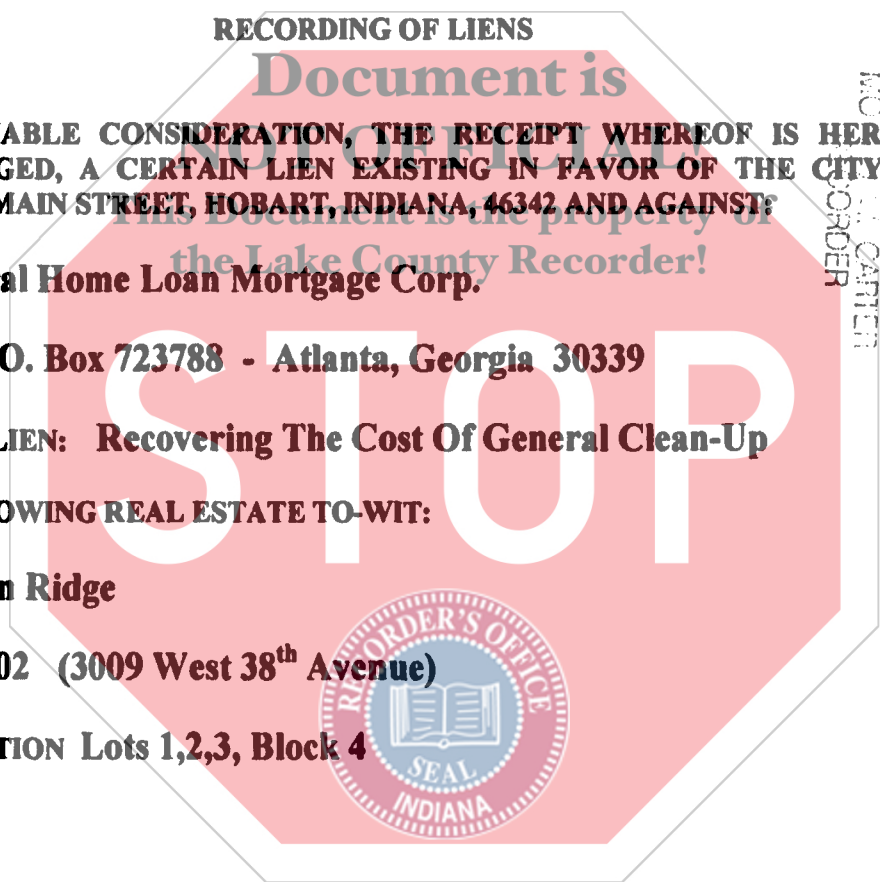 RECORDING OF LIENS
Document is
ABLE CONSIDERATION, THE RECEIPT WHEREOF IS HER
NOT OFFICIAL!
GED, A CERTAIN LIEN EXISTING IN FAVOR OF THE CITY
MAIN STREET, HOBART, INDIANA, 46342 AND AGAINST:
This Document is the property of
the Lake County Recorder!
al Home Loan Mortgage Corp.
O. Box 723788 - Atlanta, Georgia 30339
LIEN: Recovering The Cost Of General Clean-Up
STOP
OWING REAL ESTATE TO-WIT:
n Ridge
02 (3009 West 38th Avenue)
TION Lots 1,2,3, Block 4
RECORDER'S OFFICE
SEAL
INDIANA
CARTER